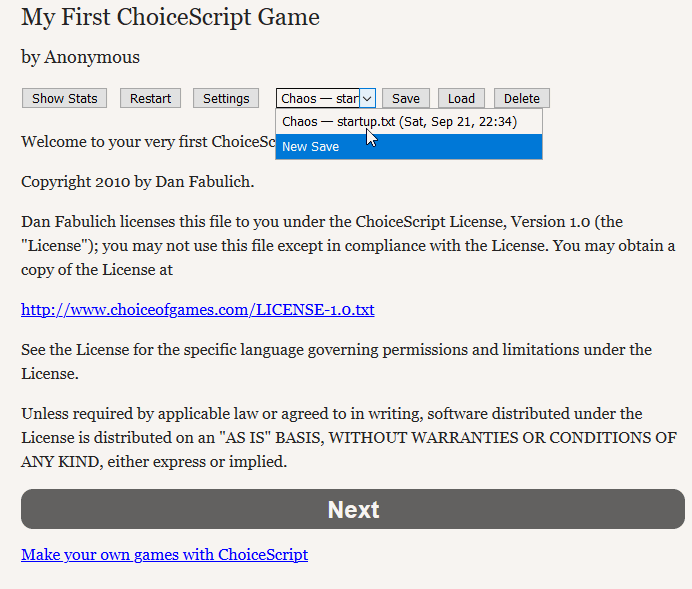 My First ChoiceScript Game
by Anonymous
Show Stats Restart Settings Chaos — star Save Load Delete
Chaos — startup.txt (Sat, Sep 21, 22:34)
New Save
Welcome to your very first ChoiceSc
Copyright 2010 by Dan Fabulich.
Dan Fabulich licenses this file to you under the ChoiceScript License, Version 1.0 (the
"License"); you may not use this file except in compliance with the License. You may obtain a
copy of the License at
http://www.choiceofgames.com/LICENSE-1.0.txt
See the License for the specific language governing permissions and limitations under the
License.
Unless required by applicable law or agreed to in writing, software distributed under the
License is distributed on an "AS IS" BASIS, WITHOUT WARRANTIES OR CONDITIONS OF
ANY KIND, either express or implied.
Next
Make your own games with ChoiceScript